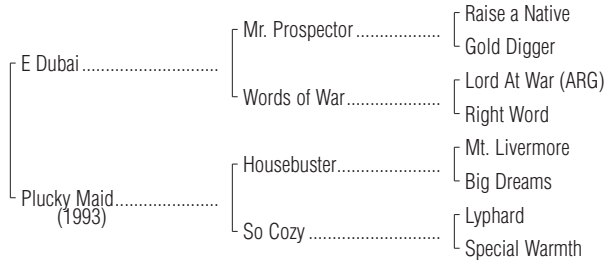 Raise a Native
Mr. Prospector ...................
Gold Digger
E Dubai ...............................
Lord At War (ARG)
Words of War.....................
Right Word
Mt. Livermore
Housebuster.......................
Big Dreams
Plucky Maid.......................
(1993)
Lyphard
So Cozy .............................
Special Warmth